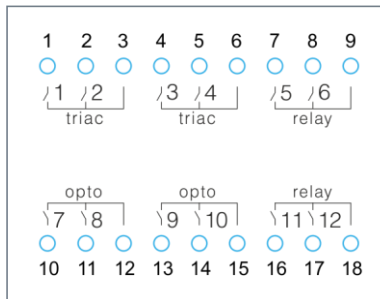 1 2 3 4 5 6 7 8 9
1 2 3 4 5 6
triac triac relay
opto opto relay
7 8 9 10 11 12
10 11 12 13 14 15 16 17 18